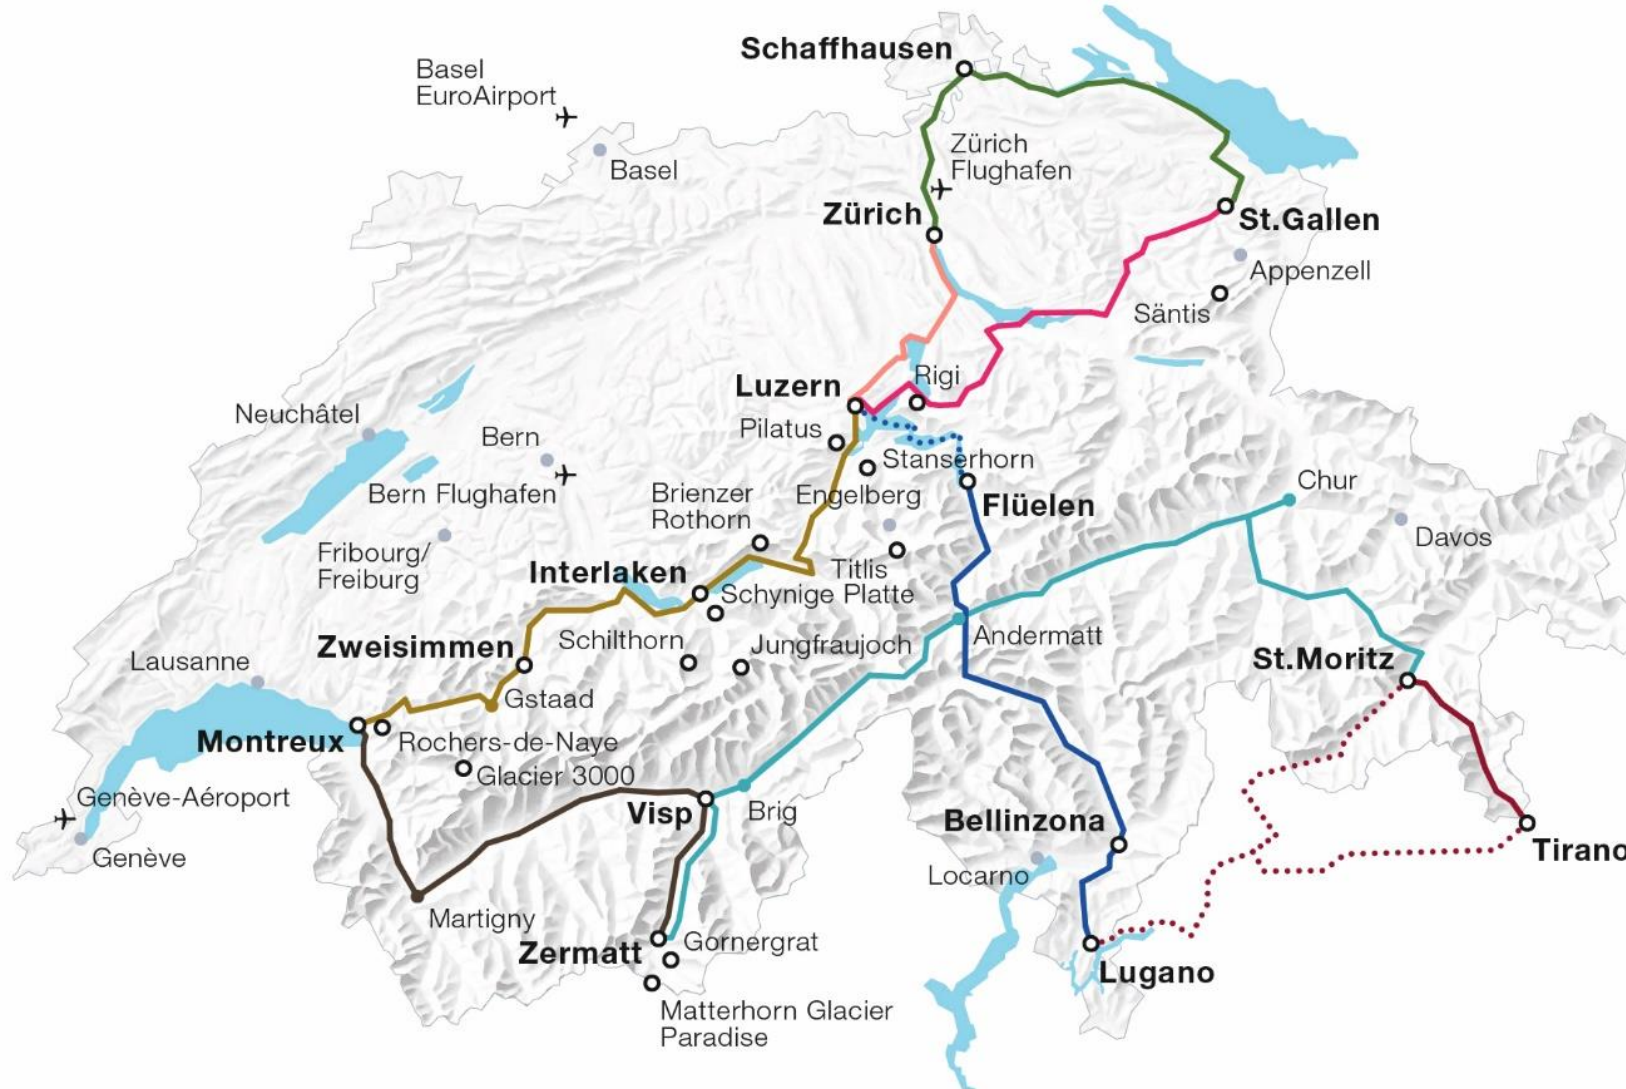 Schaffhausen
Basel
EuroAirport
Basel
Zürich
Flughafen
Zürich
St.Gallen
Appenzell
Säntis
Luzern
Rigi
Neuchâtel
Bern
Pilatus
Stanserhorn
Bern Flughafen
Brienzer
Rothorn
Engelberg
Flüelen
Chur
Davos
Fribourg/
Freiburg
Interlaken
Titlis
Schynige Platte
Zweisimmen
Schilthorn
Jungfraujoch
Andermatt
Lausanne
St.Moritz
Gstaad
Montreux
Rochers-de-Naye
Glacier 3000
Genève-Aéroport
Visp
Brig
Bellinzona
Tirano
Genève
Locarno
Martigny
Zermatt
Gornergrat
Lugano
Matterhorn Glacier
Paradise